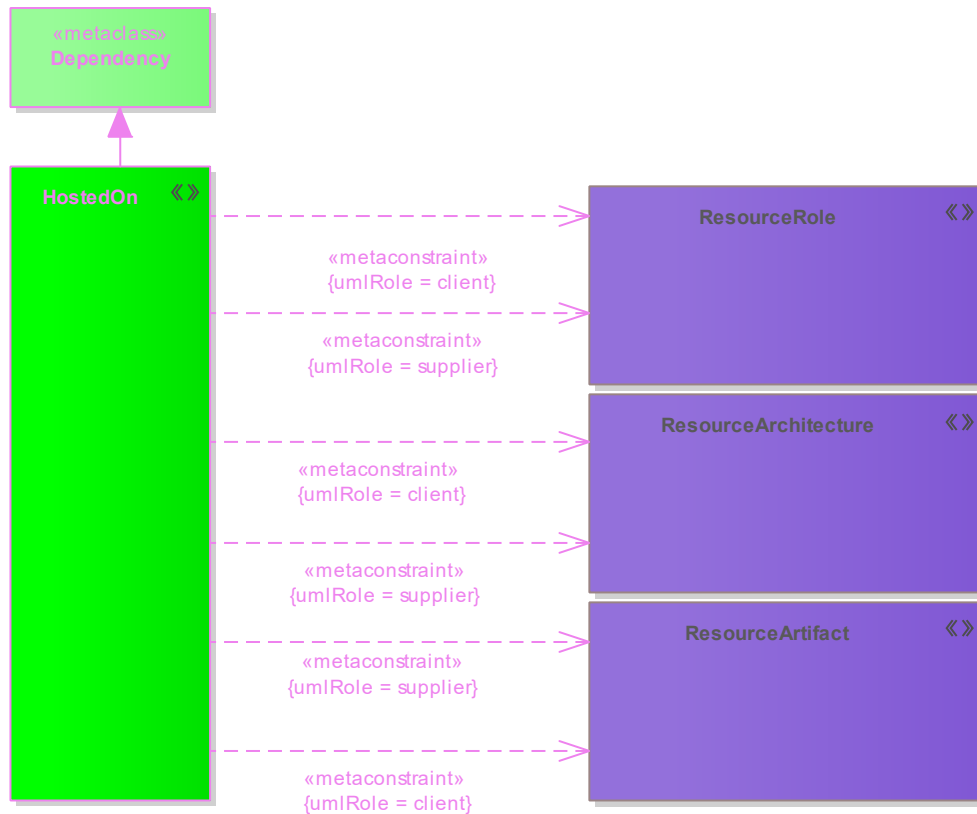 «metaclass»
Dependency
HostedOn
«metaconstraint»
{umlRole = client}
«metaconstraint»
{umlRole = supplier}
ResourceRole
«metaconstraint»
{umlRole = client}
«metaconstraint»
{umlRole = supplier}
ResourceArchitecture
«metaconstraint»
{umlRole = supplier}
«metaconstraint»
{umlRole = client}
ResourceArtifact